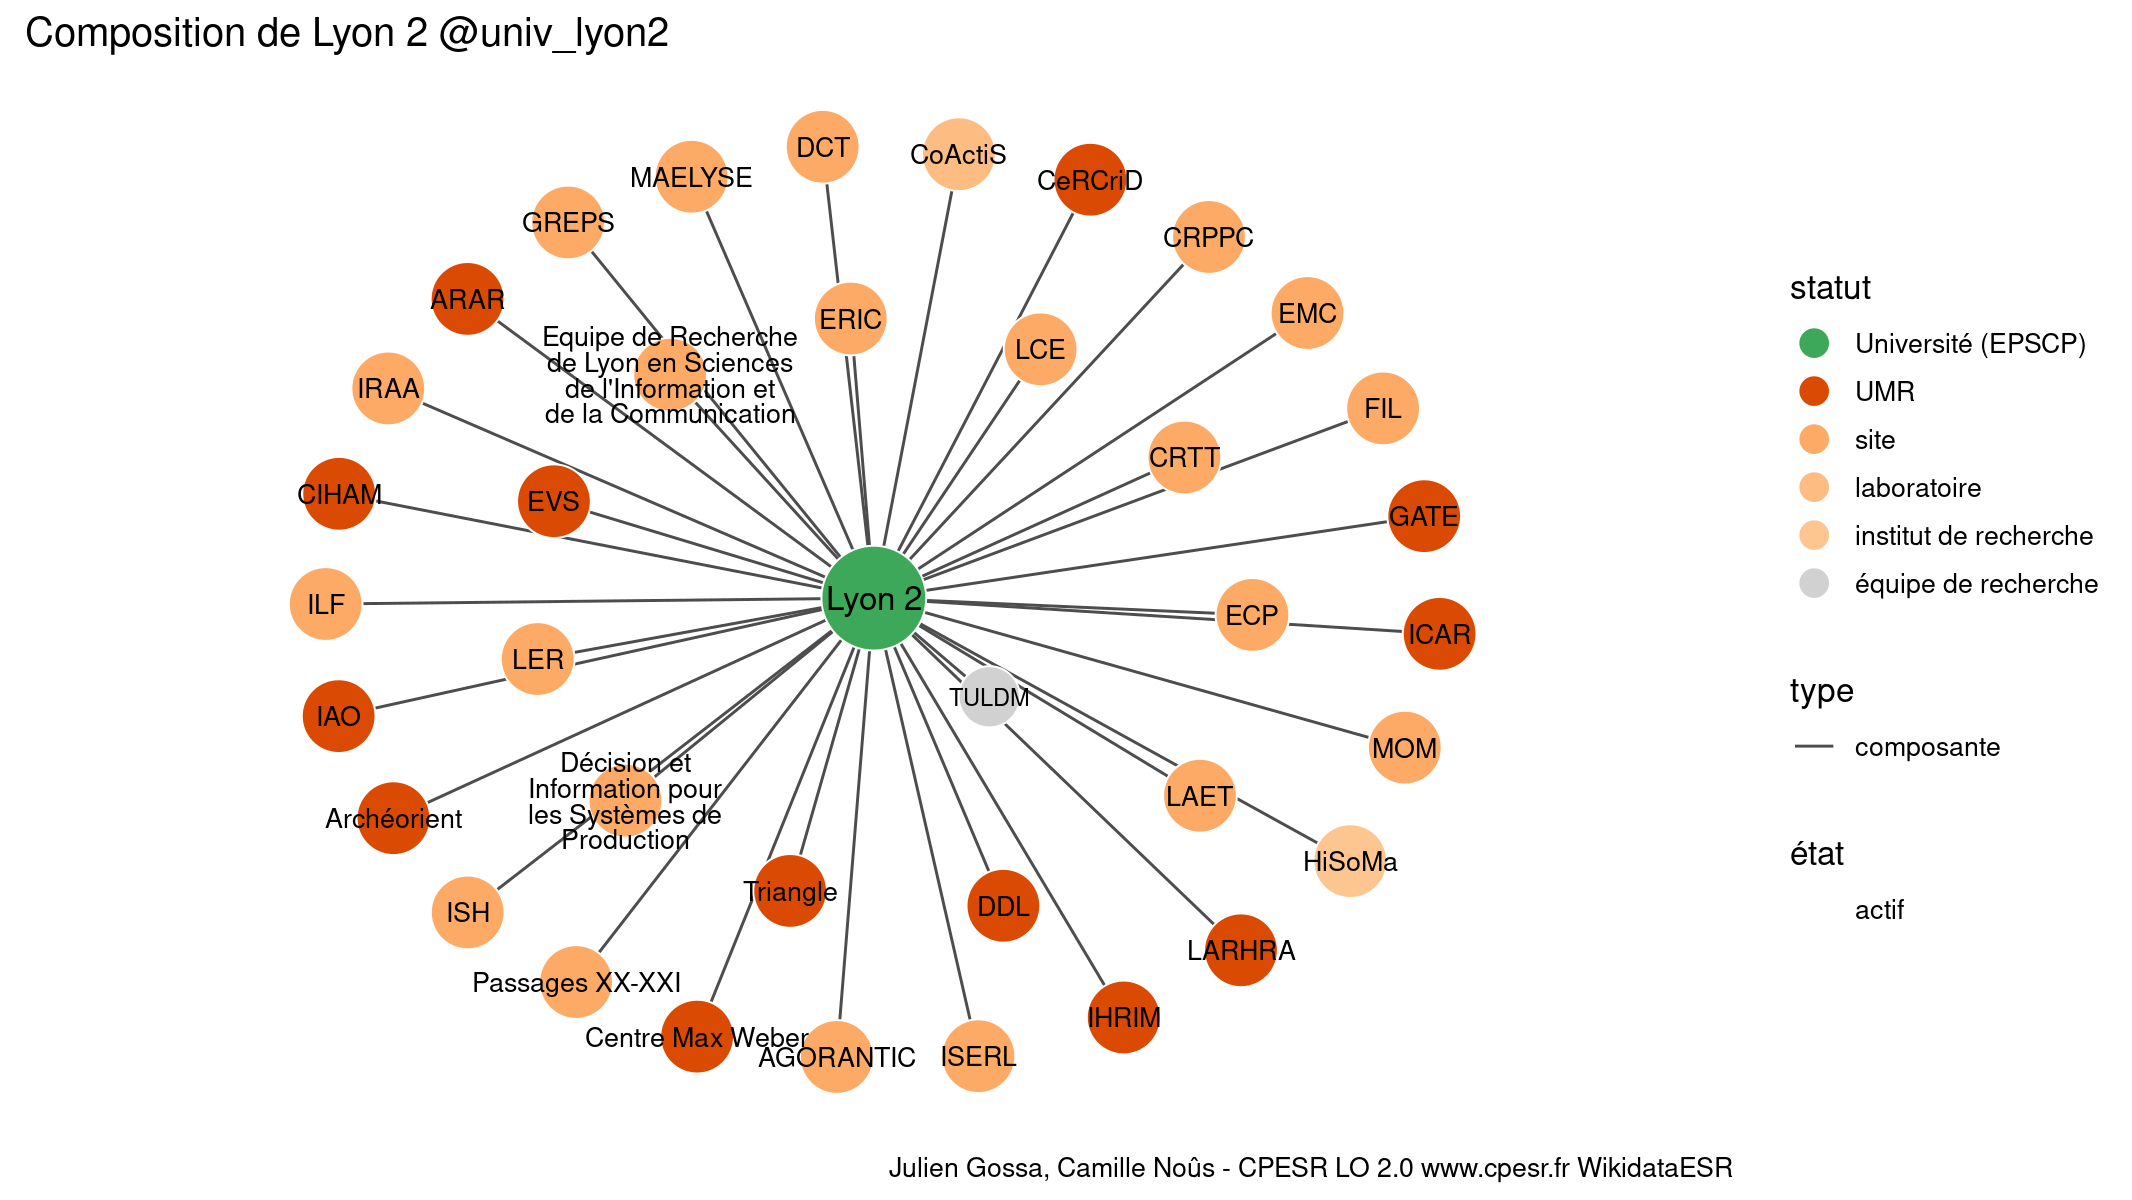 Composition de Lyon 2 @univ_lyon2
DCT
CoActiS
MAELYSE
CeRCriD
GREPS
CRPPC
ARAR
ERIC
EMC
Equipe de Recherche
de Lyon en Sciences
de l'Information et
de la Communication
LCE
IRAA
FIL
CRTT
CIHAM
EVS
GATE
Lyon 2
ILF
ECP
ICAR
LER
TULDM
IAO
MOM
Décision et
Information pour
les Systèmes de
Production
LAET
Archéorient
HiSoMa
Triangle
DDL
ISH
LARHRA
Passages XX-XXI
IHRIM
Centre Max Weber
AGORANTIC
ISERL
statut
Université (EPSCP)
UMR
site
laboratoire
institut de recherche
équipe de recherche
type
composante
état
actif
Julien Gossa, Camille Noûs - CPESR LO 2.0 www.cpesr.fr WikidataESR